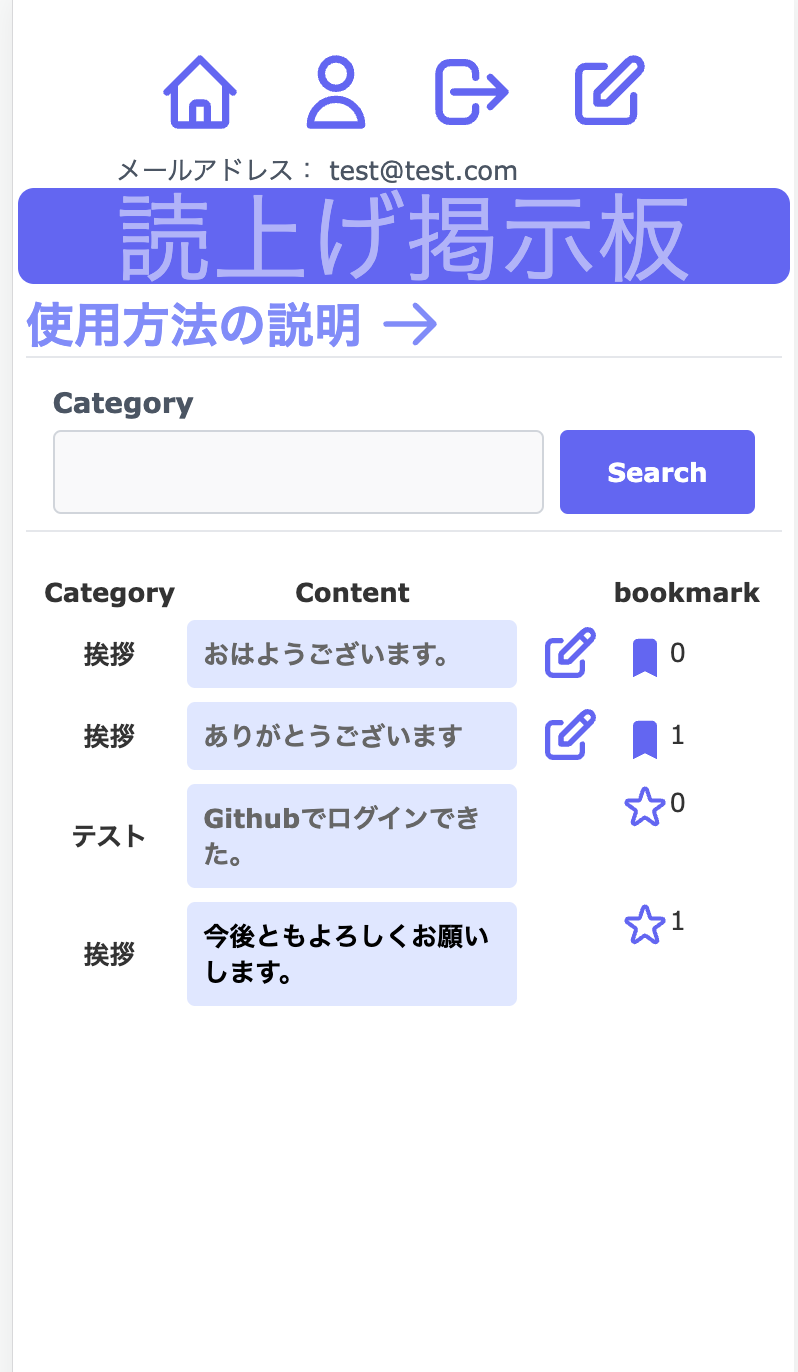 メールアドレス： test@test.com
読上げ掲示板
使用方法の説明 →
Category
Search
Category Content bookmark
挨拶 おはようございます。 0
挨拶 ありがとうございます 1
テスト Githubでログインでき
た。 0
挨拶 今後ともよろしくお願い
します。 1